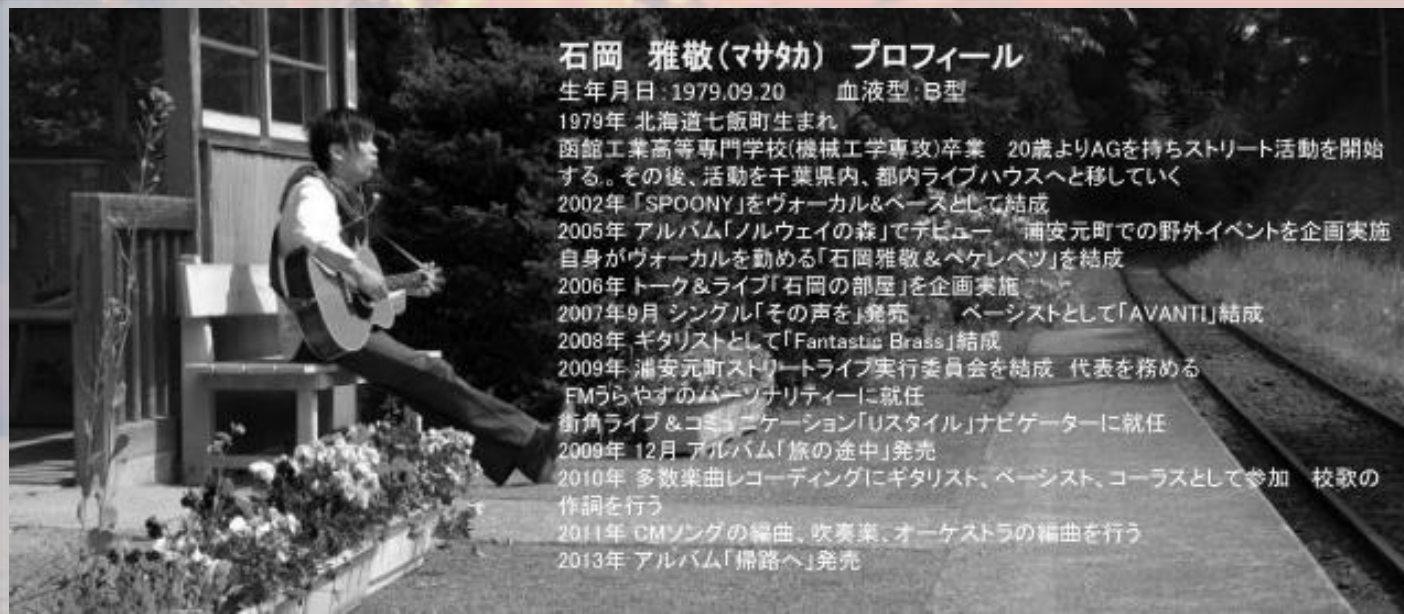 石岡　雅敬（マサタカ）　プロフィール
生年月日：1979.09.20　　血液型：B型
1979年 北海道七飯町生まれ
函館工業高等専門学校(機械工学専攻)卒業　20歳よりAGを持ちストリート活動を開始
する。その後、活動を千葉県内、都内ライブハウスへと移していく
2002年 「SPOONY」をヴォーカル&ベースとして結成
2005年 アルバム「ノルウェイの森」でデビュー　　浦安元町での野外イベントを企画実施
自身がヴォーカルを勤める「石岡雅敬＆ペケレベツ」を結成
2006年 トーク＆ライブ「石岡の部屋」を企画実施
2007年9月 シングル「その声を」発売　　ベーシストとして「AVANTI」結成
2008年 ギタリストとして「Fantastic Brass」結成
2009年 浦安元町ストリートライブ実行委員会を結成 代表を務める
FMうらやすのパーソナリティーに就任
街角ライブ＆コミュニケーション「Uスタイル」ナビゲーターに就任
2009年 12月 アルバム「旅の途中」発売
2010年 多数楽曲レコーディングにギタリスト、ベーシスト、コーラスとして参加　校歌の
作詞を行う
2011年 CMソングの編曲、吹奏楽、オーケストラの編曲を行う
2013年 アルバム「帰路へ」発売